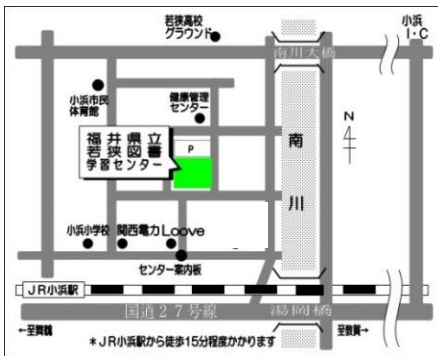 若狭高校
グラウンド
小浜
I・C
南川大橋
小浜市民
体育館
健康管理
センター
N
福井県立
若狭図書
学習センター
P
南
川
小浜小学校
関西電力
Loove
センター案内板
JR小浜駅
国道27号線
湯岡橋
←至舞鶴
至敦賀→
*JR小浜駅から徒歩15分程度かかります